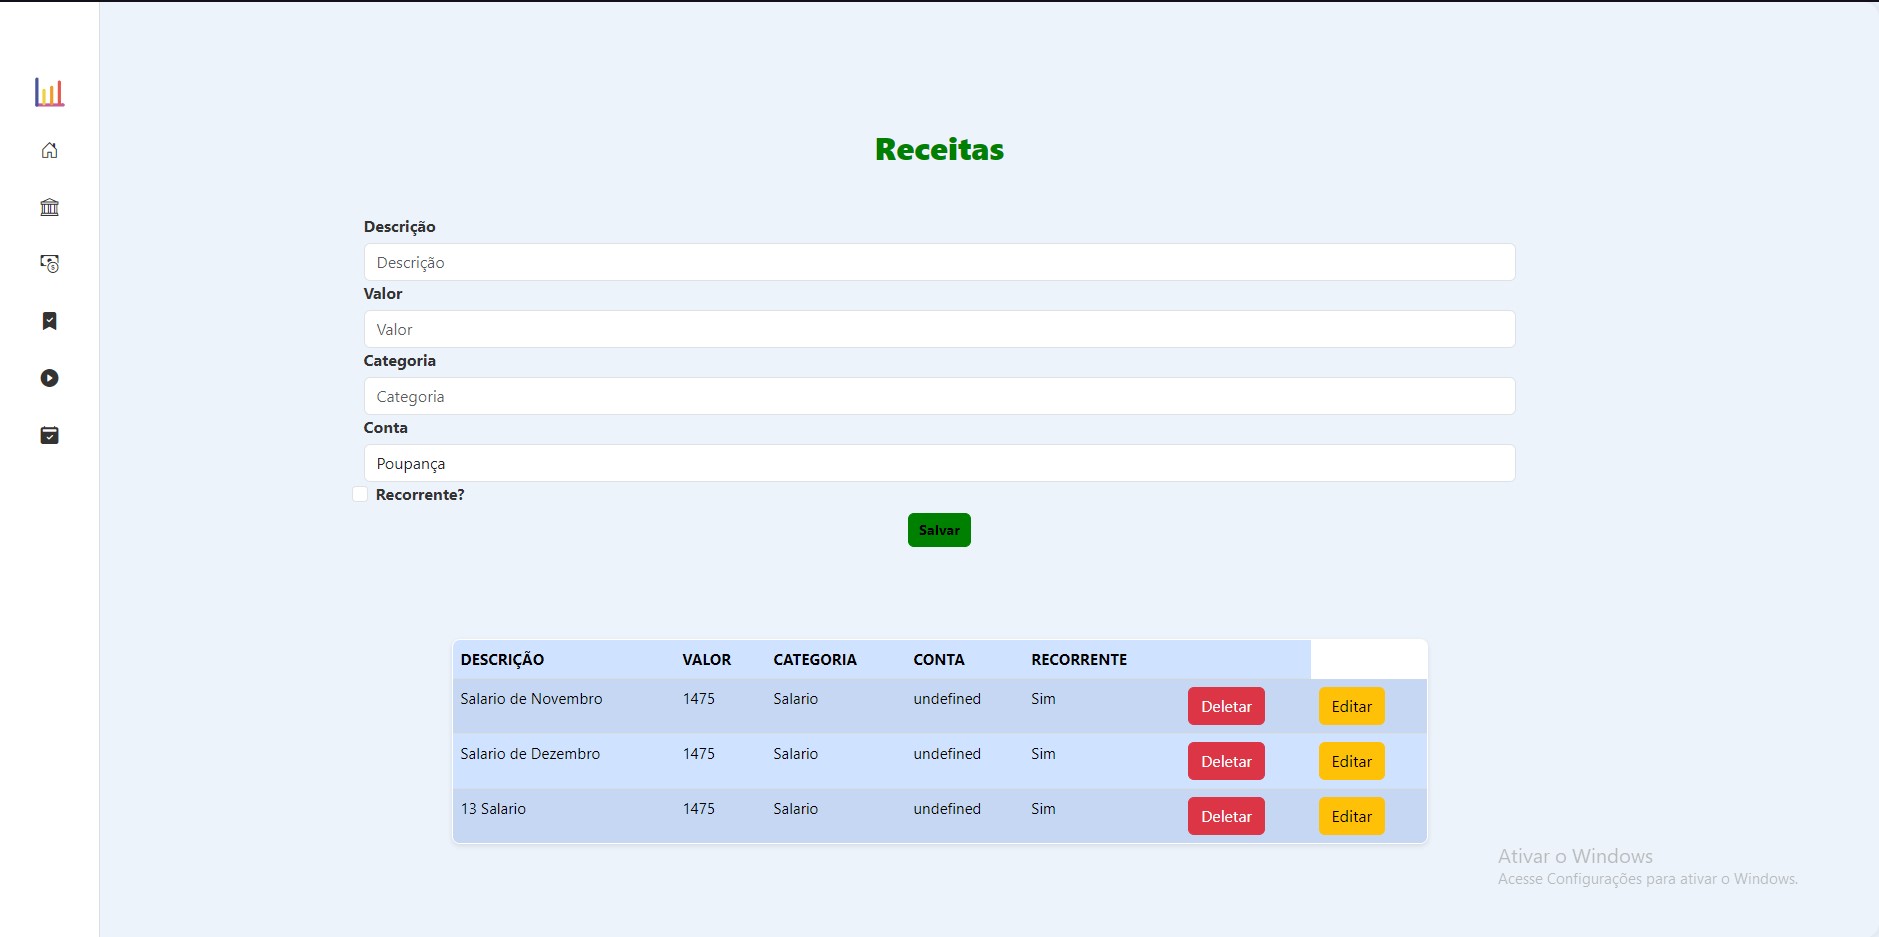 Receitas
Descrição
Descrição
Valor
Valor
Categoria
Categoria
Conta
Poupança
Recorrente?
Salvar
DESCRIÇÃO VALOR CATEGORIA CONTA RECORRENTE
Salario de Novembro 1475 Salario undefined Sim Deletar Editar
Salario de Dezembro 1475 Salario undefined Sim Deletar Editar
13 Salario 1475 Salario undefined Sim Deletar Editar
Ativar o Windows
Acesse Configurações para ativar o Windows.